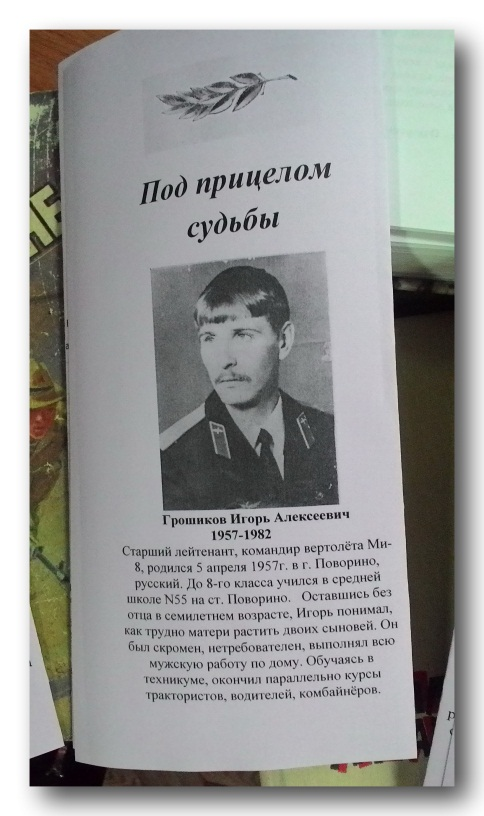 Под прицелом
судьбы
Грошиков Игорь Алексеевич
1957-1982
Старший лейтенант, командир вертолёта Ми-
8, родился 5 апреля 1957г. в г. Поворино,
русский. До 8-го класса учился в средней
школе N55 на ст. Поворино. Оставшись без
отца в семилетнем возрасте, Игорь понимал,
как трудно матери растить двоих сыновей. Он
был скромен, нетребователен, выполнял всю
мужскую работу по дому. Обучаясь в
техникуме, окончил параллельно курсы
трактористов, водителей, комбайнёров.